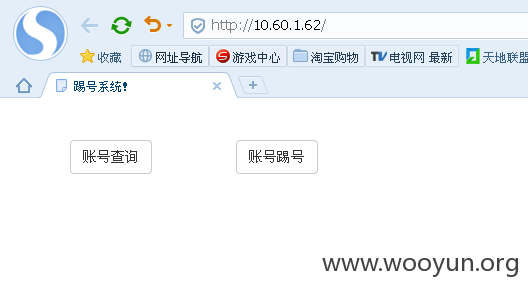 http://10.60.1.62/
收藏 网址导航 游戏中心 淘宝购物 电视网 最新 天地联盟
踢号系统!
账号查询 账号踢号
www.wooyun.org